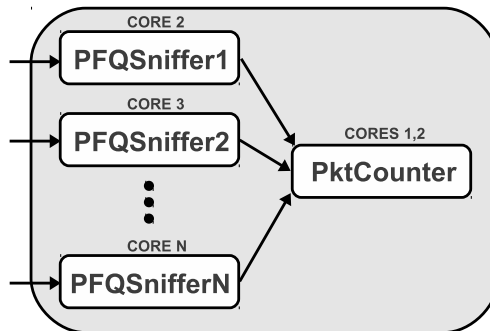 CORE 2
PFQSniffer1
CORE 3
PFQSniffer2
CORES 1,2
PktCounter
CORE N
PFQSnifferN